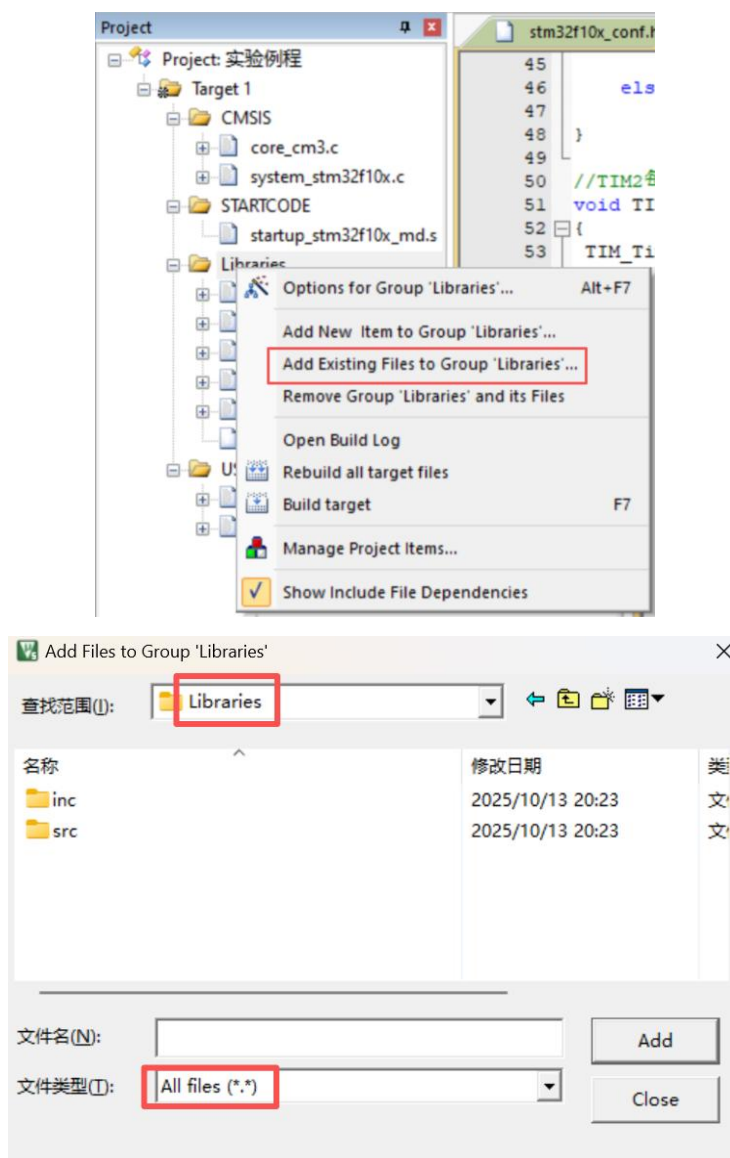 Project
stm32f10x_conf.h
Project: 实验例程
Target 1
CMSIS
core_cm3.c
system_stm32f10x.c
STARTCODE
startup_stm32f10x_md.s
Libraries
45
46 els
47
48 }
49
50 //TIM2
51 void TI
52 {
53 TIM_Ti
Options for Group 'Libraries'... Alt+F7
Add New Item to Group 'Libraries'...
Add Existing Files to Group 'Libraries'...
Remove Group 'Libraries' and its Files
Open Build Log
Rebuild all target files
Build target F7
Manage Project Items...
Show Include File Dependencies
Add Files to Group 'Libraries'
查找范围(I): Libraries
名称 修改日期
inc 2025/10/13 20:23 文
src 2025/10/13 20:23 文
文件名(N): Add
文件类型(T): All files (*.*) Close